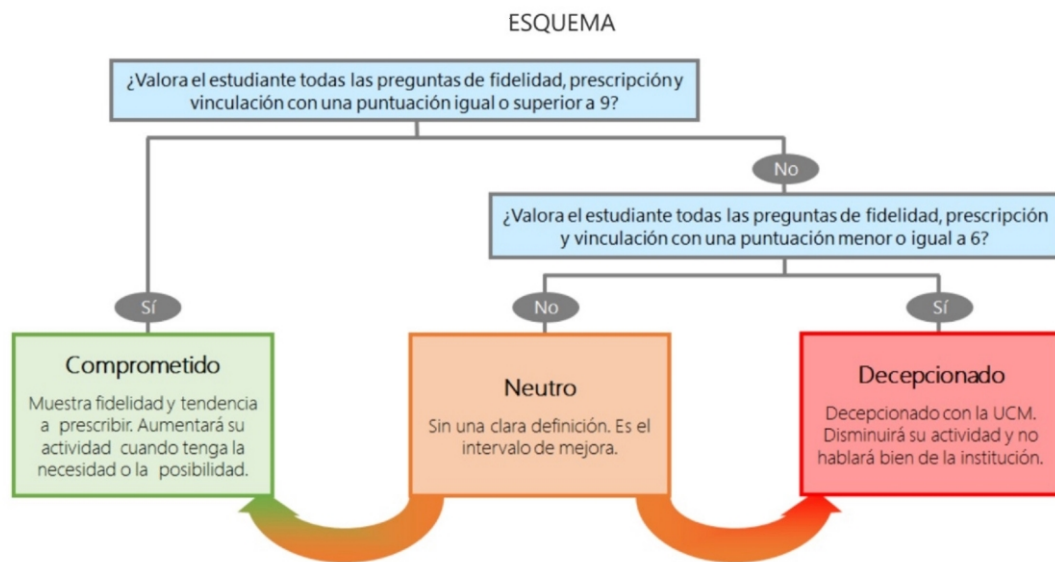 ESQUEMA
¿Valora el estudiante todas las preguntas de fidelidad, prescripción y
vinculación con una puntuación igual o superior a 9?
No
¿Valora el estudiante todas las preguntas de fidelidad, prescripción
y vinculación con una puntuación menor o igual a 6?
Sí
No
Sí
Comprometido
Muestra fidelidad y tendencia
a prescribir. Aumentará su
actividad cuando tenga la
necesidad o la posibilidad.
Neutro
Sin una clara definición. Es el
intervalo de mejora.
Decepcionado
Decepcionado con la UCM.
Disminuirá su actividad y no
hablará bien de la institución.